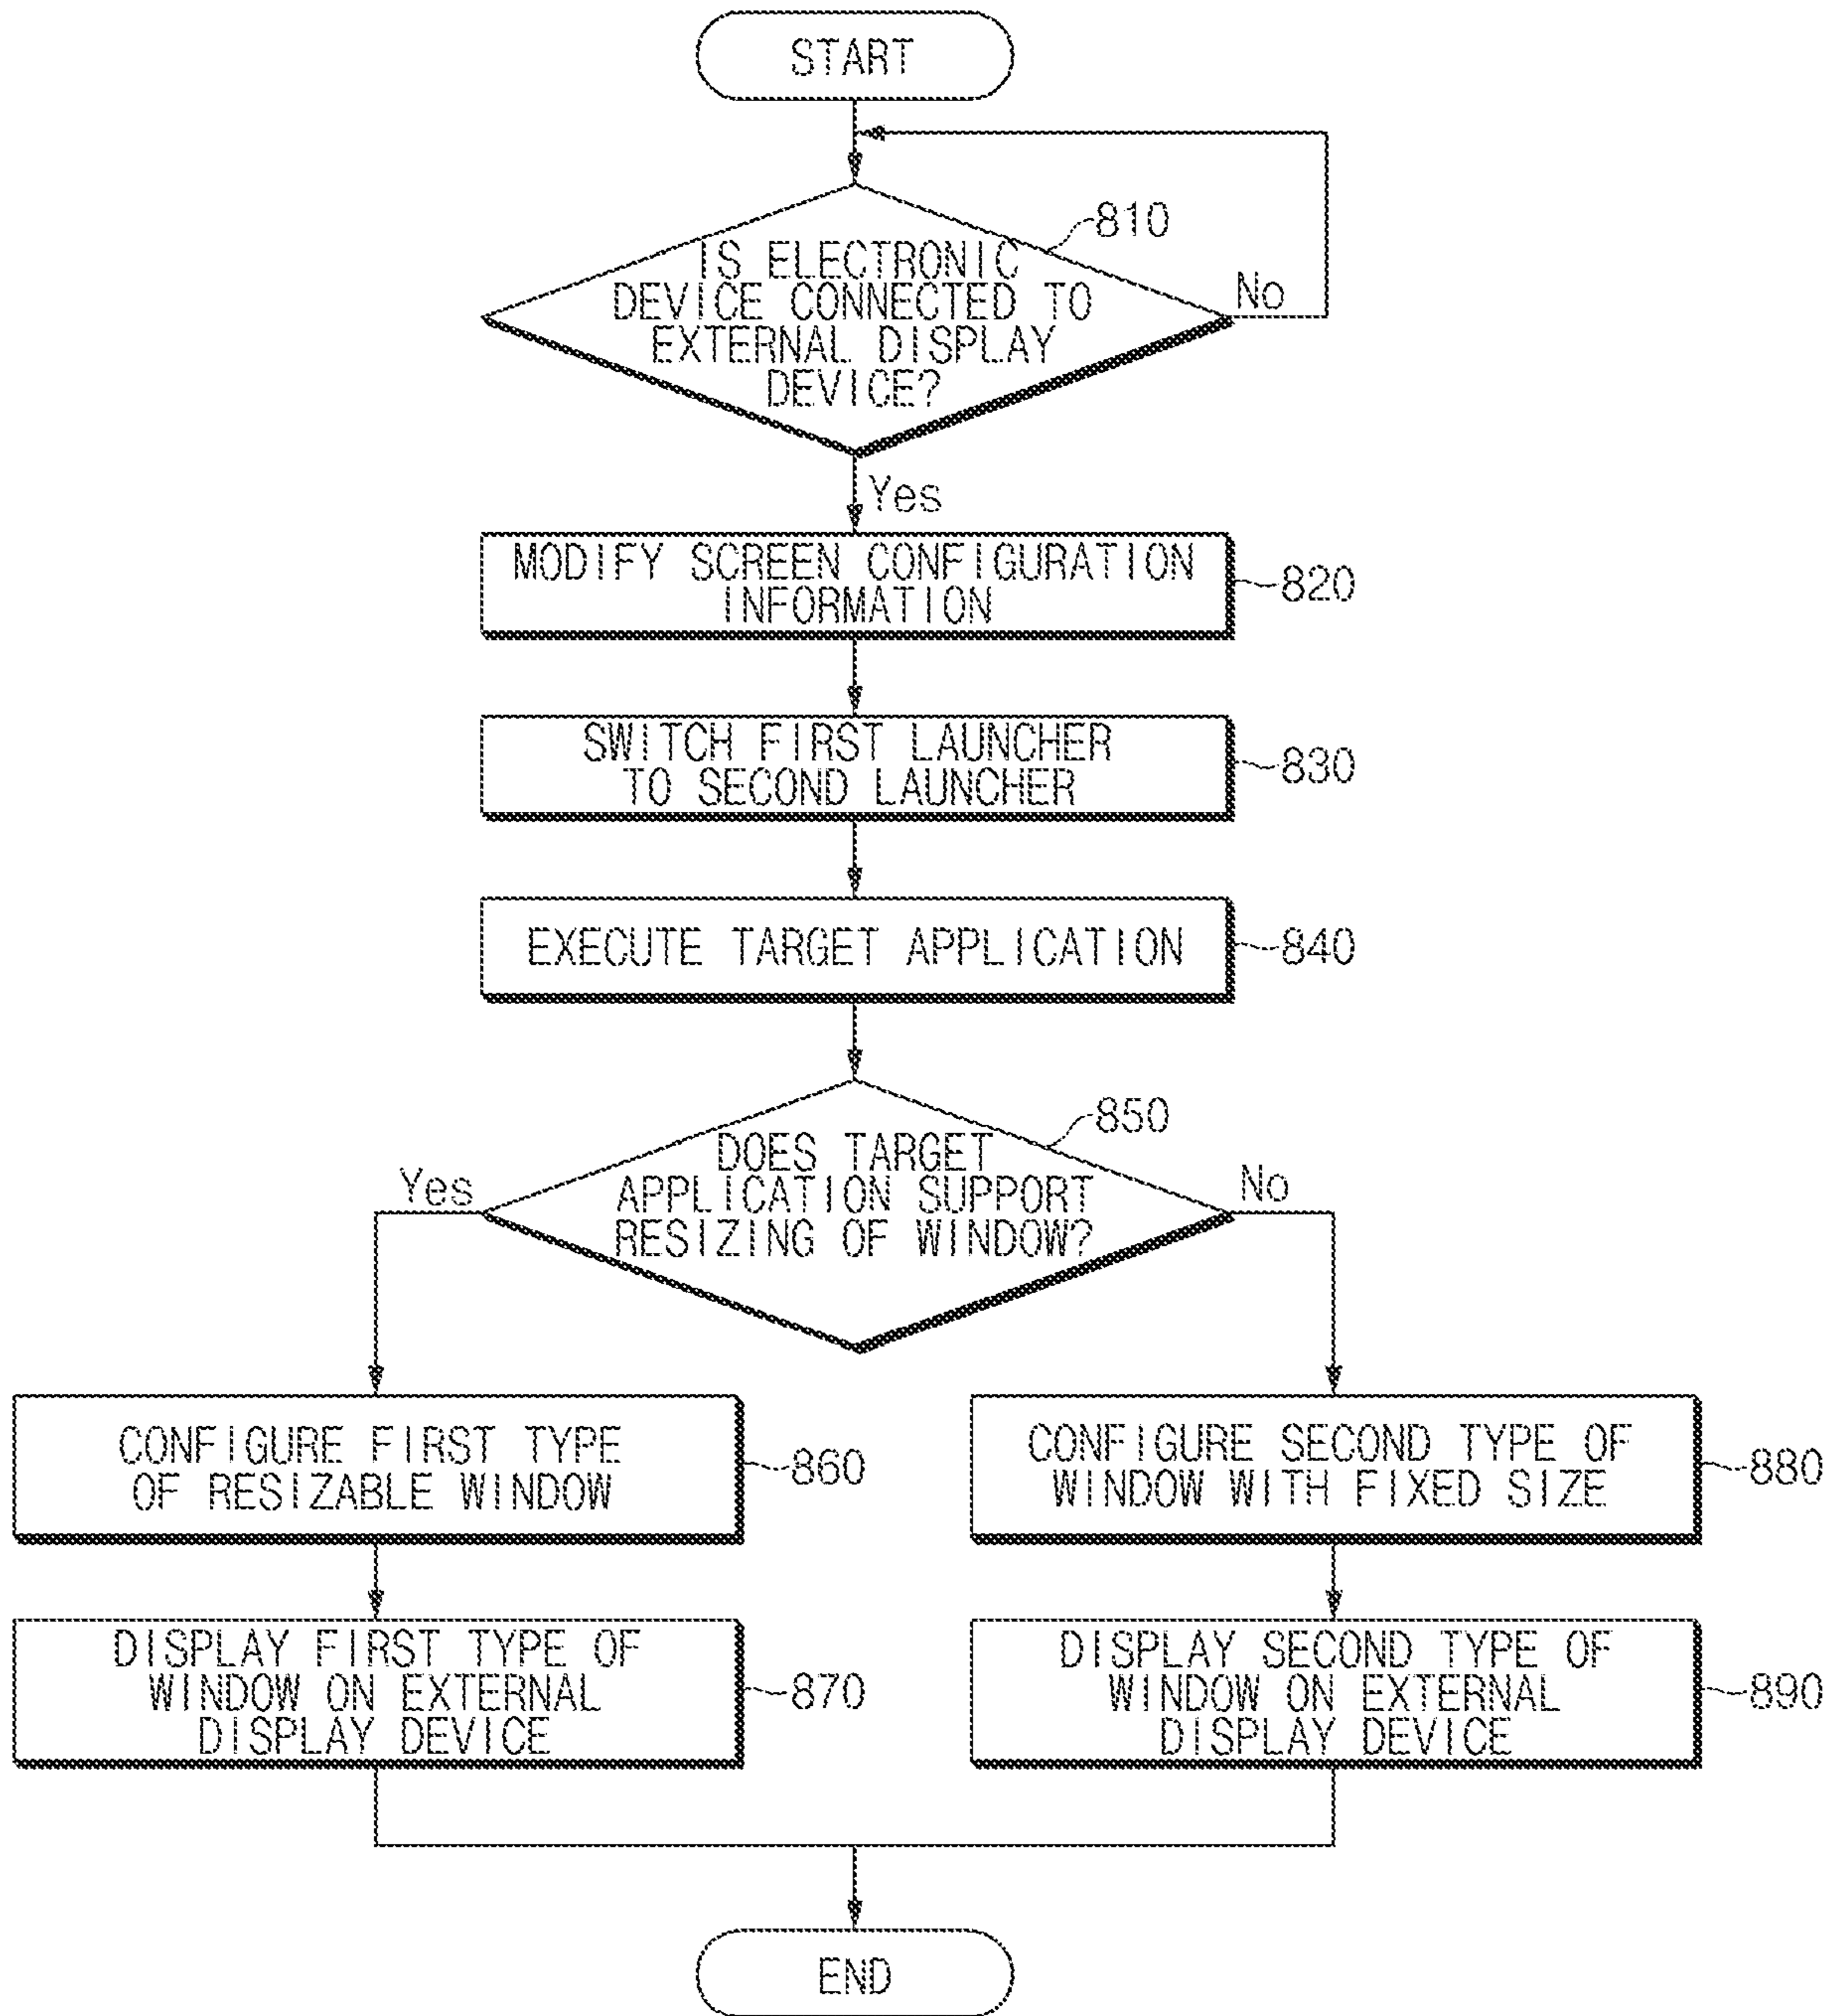 START
810
IS ELECTRONIC
DEVICE CONNECTED TO
EXTERNAL DISPLAY
DEVICE?
No
Yes
MODIFY SCREEN CONFIGURATION
INFORMATION
820
SWITCH FIRST LAUNCHER
TO SECOND LAUNCHER
830
EXECUTE TARGET APPLICATION
840
850
DOES TARGET
APPLICATION SUPPORT
RESIZING OF WINDOW?
Yes
No
CONFIGURE FIRST TYPE
OF RESIZABLE WINDOW
860
CONFIGURE SECOND TYPE OF
WINDOW WITH FIXED SIZE
880
DISPLAY FIRST TYPE OF
WINDOW ON EXTERNAL
DISPLAY DEVICE
870
DISPLAY SECOND TYPE OF
WINDOW ON EXTERNAL
DISPLAY DEVICE
890
END